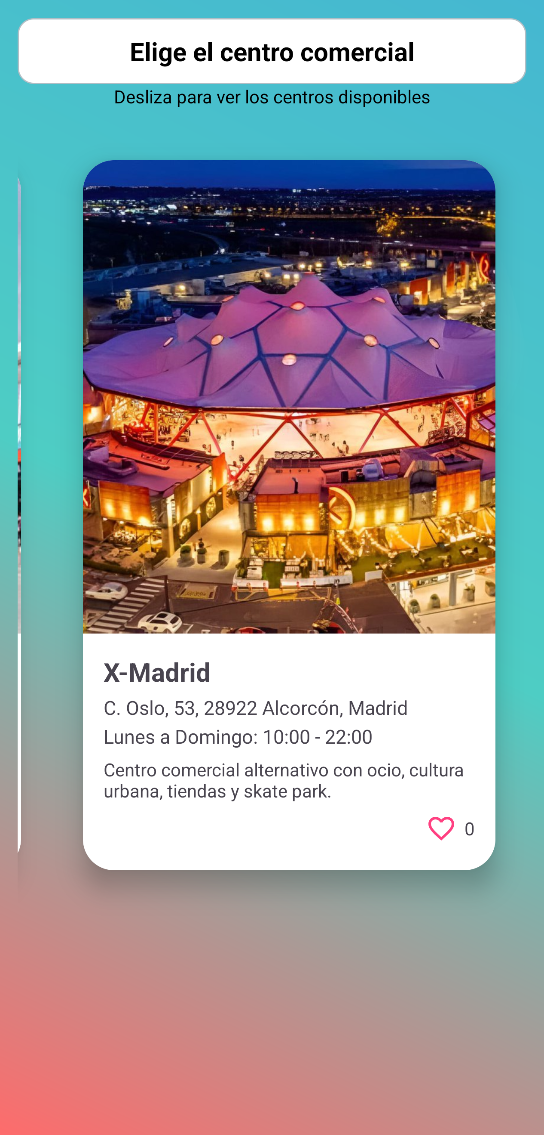 Elige el centro comercial
Desliza para ver los centros disponibles
X-Madrid
C. Oslo, 53, 28922 Alcorcón, Madrid
Lunes a Domingo: 10:00 - 22:00
Centro comercial alternativo con ocio, cultura
urbana, tiendas y skate park.
0